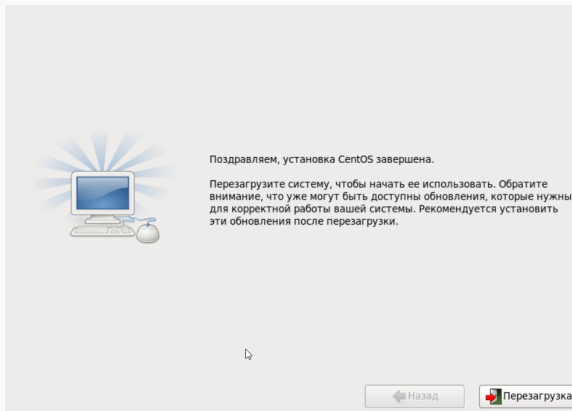 Поздравляем, установка CentOS завершена.
Перезагрузите систему, чтобы начать ее использовать. Обратите
внимание, что уже могут быть доступны обновления, которые нужны
для корректной работы вашей системы. Рекомендуется установить
эти обновления после перезагрузки.
Назад
Перезагрузка